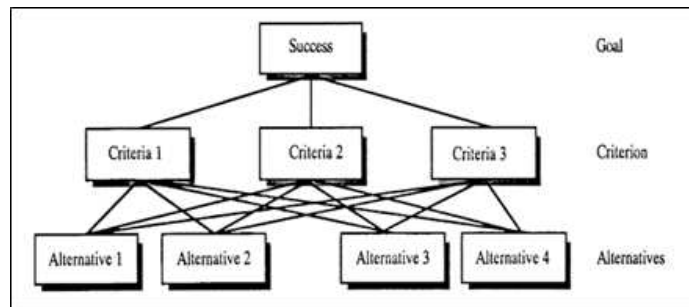 Success
Goal
Criteria 1
Criteria 2
Criteria 3
Criterion
Alternative 1
Alternative 2
Alternative 3
Alternative 4
Alternatives